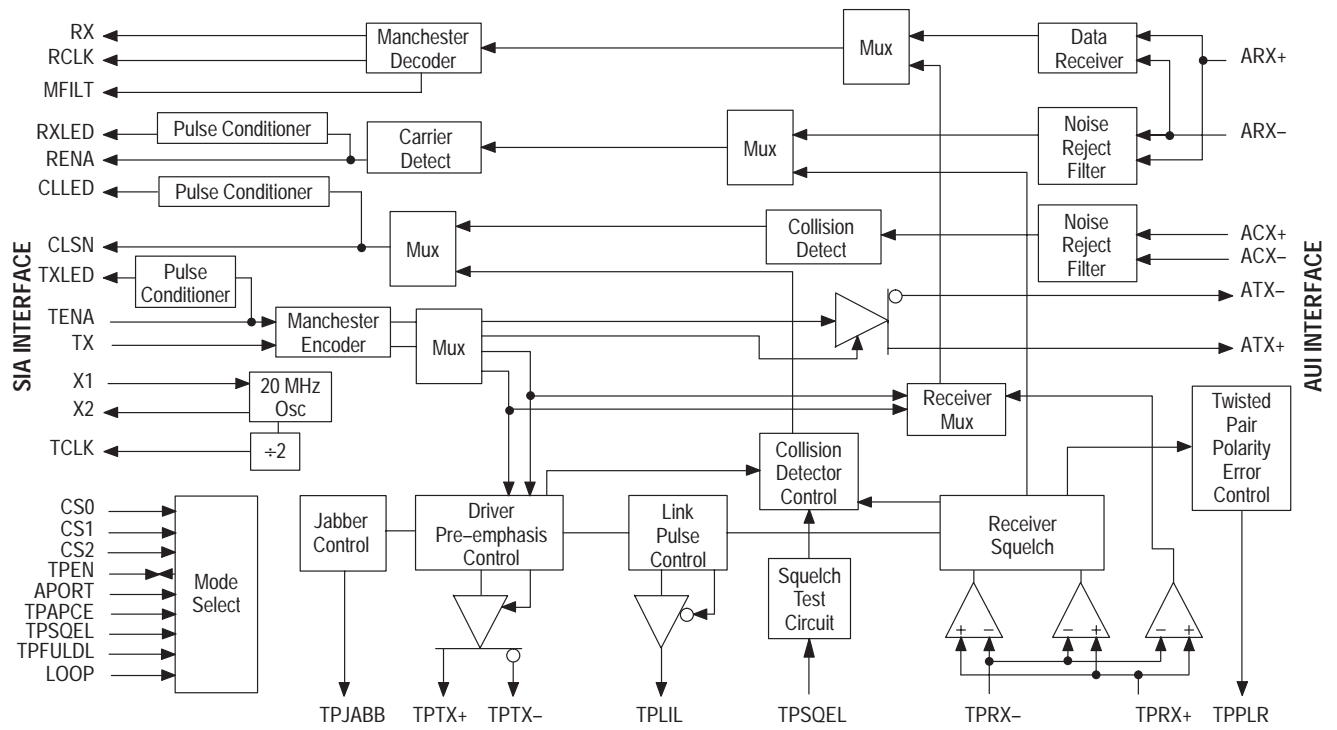 RX
RCLK
MFILT
RXLED
RENA
CLLED
CLSN
TXLED
TENA
TX
X1
X2
TCLK
CS0
CS1
CS2
TPEN
APORT
TPAPCE
TPSQEL
TPFULDL
LOOP
SIA INTERFACE
Manchester
Decoder
Mux
Data
Receiver
ARX+
Pulse Conditioner
Carrier
Detect
Mux
Noise
Reject
Filter
ARX–
Pulse Conditioner
Mux
Collision
Detect
Noise
Reject
Filter
ACX+
ACX–
Pulse
Conditioner
Manchester
Encoder
Mux
ATX–
ATX+
AUI INTERFACE
20 MHz
Osc
÷2
Receiver
Mux
Twisted
Pair
Polarity
Error
Control
Collision
Detector
Control
Mode
Select
Jabber
Control
Driver
Pre–emphasis
Control
Link
Pulse
Control
Squelch
Test
Circuit
Receiver
Squelch
+ –
– +
– +
TPJABB
TPTX+
TPTX–
TPLIL
TPSQEL
TPRX–
TPRX+
TPPLR